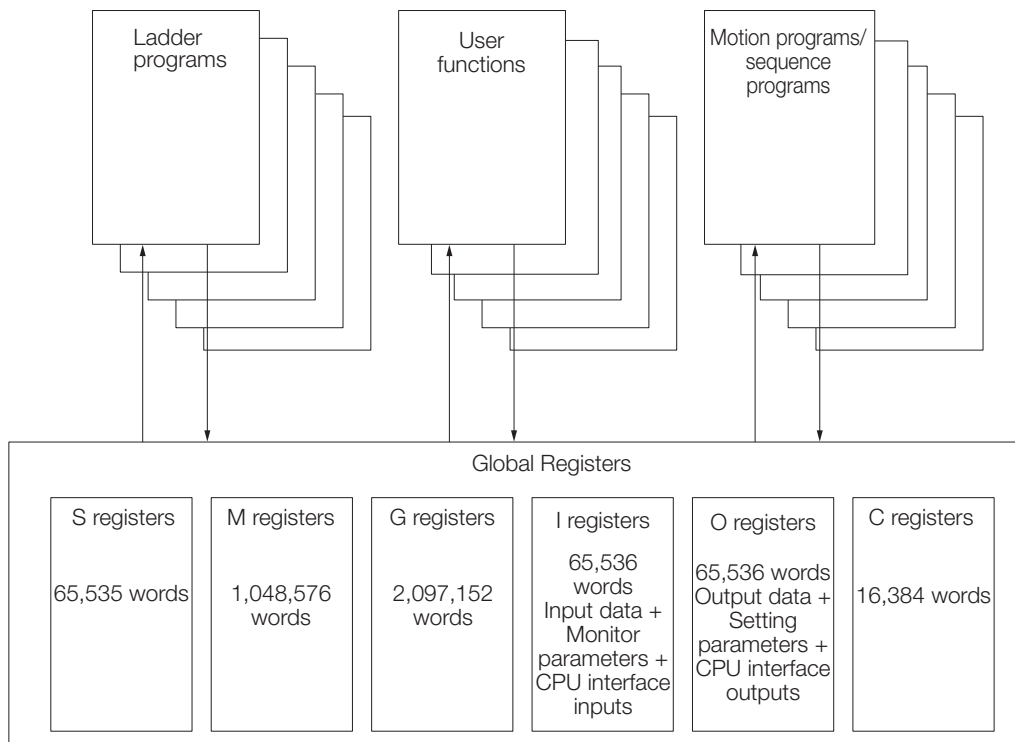 Ladder
programs
User
functions
Motion programs/
sequence
programs
Global Registers
S registers
65,535 words
M registers
1,048,576
words
G registers
2,097,152
words
I registers
65,536
words
Input data +
Monitor
parameters +
CPU interface
inputs
O registers
65,536 words
Output data +
Setting
parameters +
CPU interface
outputs
C registers
16,384 words